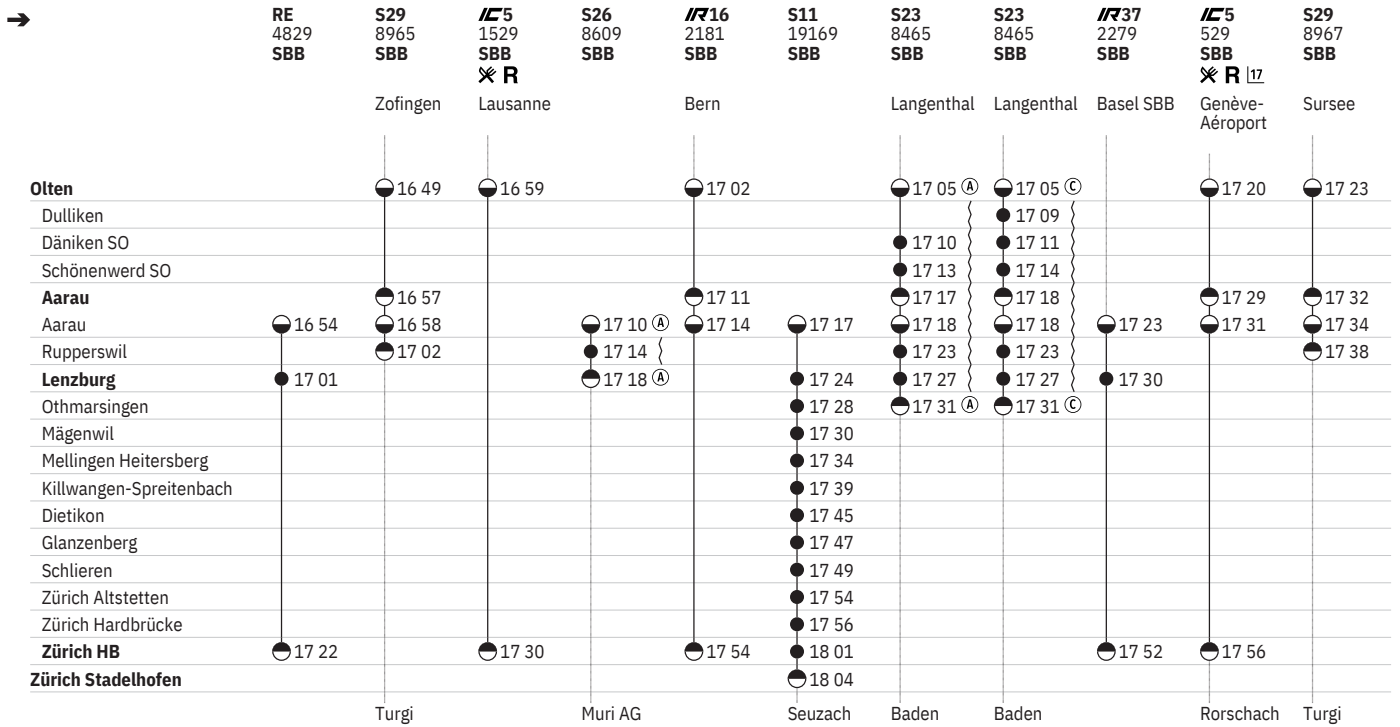 ➔ RE S29 IC5 S26 IR16 S11 S23 S23 IR37 IC5 S29
4829 8965 1529 8609 2181 19169 8465 8465 2279 529 8967
SBB SBB SBB SBB SBB SBB SBB SBB SBB SBB SBB
R R 17
Zofingen Lausanne Bern Langenthal Langenthal Basel SBB Genève- Sursee
Aéroport
Olten 16 49 16 59 17 02 17 05 Ⓐ 17 05 Ⓒ 17 20 17 23
Dulliken 17 09
Däniken SO 17 10 17 11
Schönenwerd SO 17 13 17 14
Aarau 16 57 17 11 17 17 17 18 17 29 17 32
Aarau 16 54 16 58 17 10 Ⓐ 17 14 17 17 17 18 17 18 17 23 17 31 17 34
Rupperswil 17 02 17 14 17 23 17 23 17 38
Lenzburg 17 01 17 18 Ⓐ 17 24 17 27 17 27 17 30
Othmarsingen 17 28 17 31 Ⓐ 17 31 Ⓒ
Mägenwil 17 30
Mellingen Heitersberg 17 34
Killwangen-Spreitenbach 17 39
Dietikon 17 45
Glanzenberg 17 47
Schlieren 17 49
Zürich Altstetten 17 54
Zürich Hardbrücke 17 56
Zürich HB 17 22 17 30 17 54 18 01 17 52 17 56
Zürich Stadelhofen 18 04
Turgi Muri AG Seuzach Baden Baden Rorschach Turgi